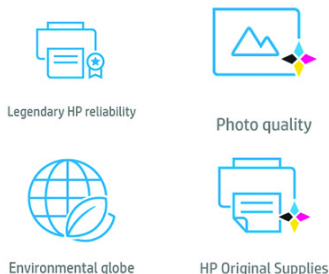 Legendary HP reliability
Photo quality
Environmental globe
HP Original Supplies